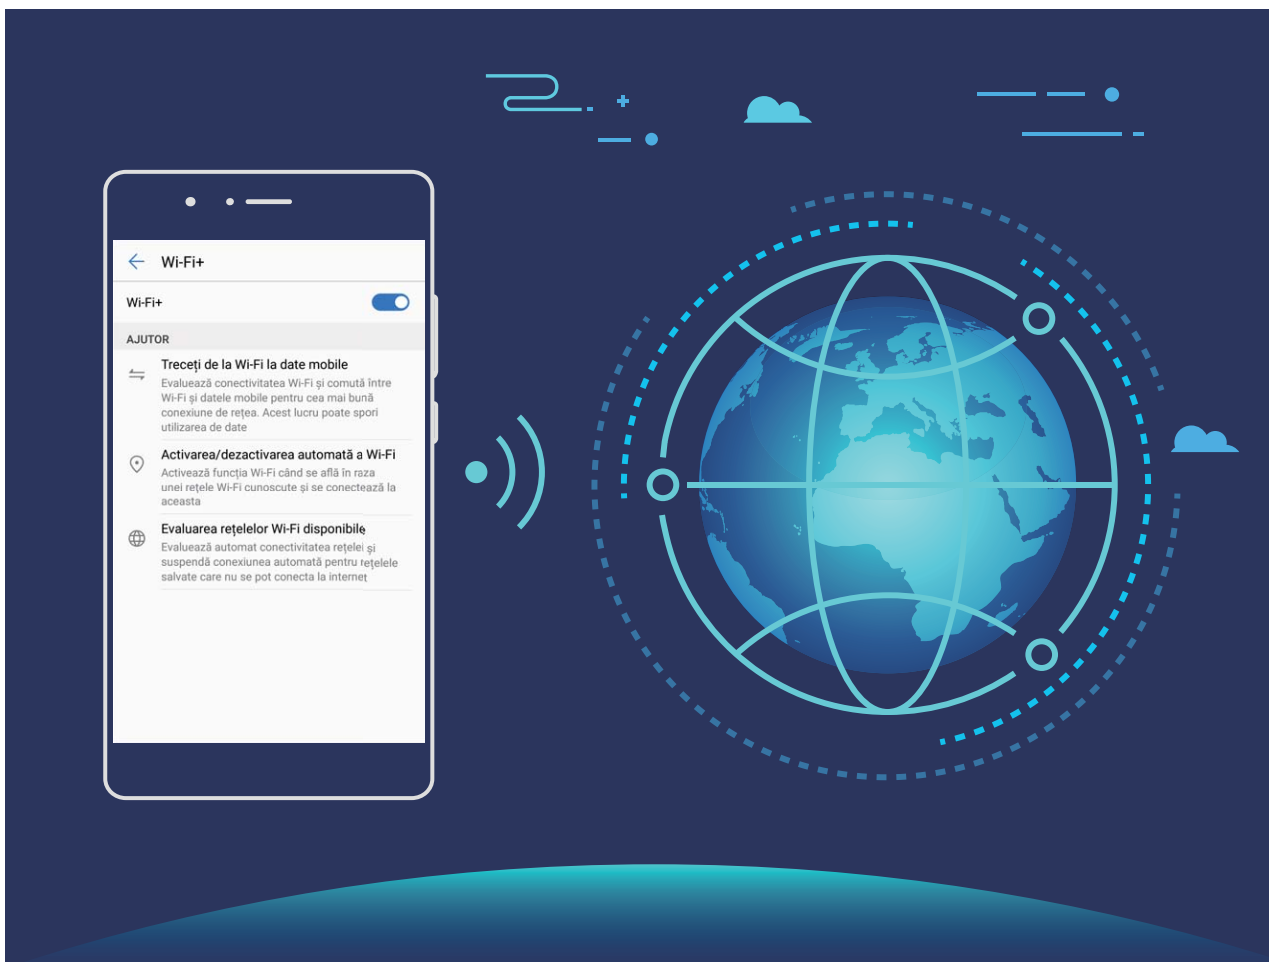 Wi-Fi+
Wi-Fi+
AJUTOR
Treceți de la Wi-Fi la date mobile
Evaluează conectivitatea Wi-Fi și comută între
Wi-Fi și datele mobile pentru cea mai bună
conexiune de rețea. Acest lucru poate spori
utilizarea de date
Activarea/dezactivarea automată a Wi-Fi
Activează funcția Wi-Fi când se află în raza
unei rețele Wi-Fi cunoscute și se conectează la
aceasta
Evaluarea rețelelor Wi-Fi disponibile
Evaluează automat conectivitatea rețelei și
suspendă conexiunea automată pentru rețelele
salvate care nu se pot conecta la internet